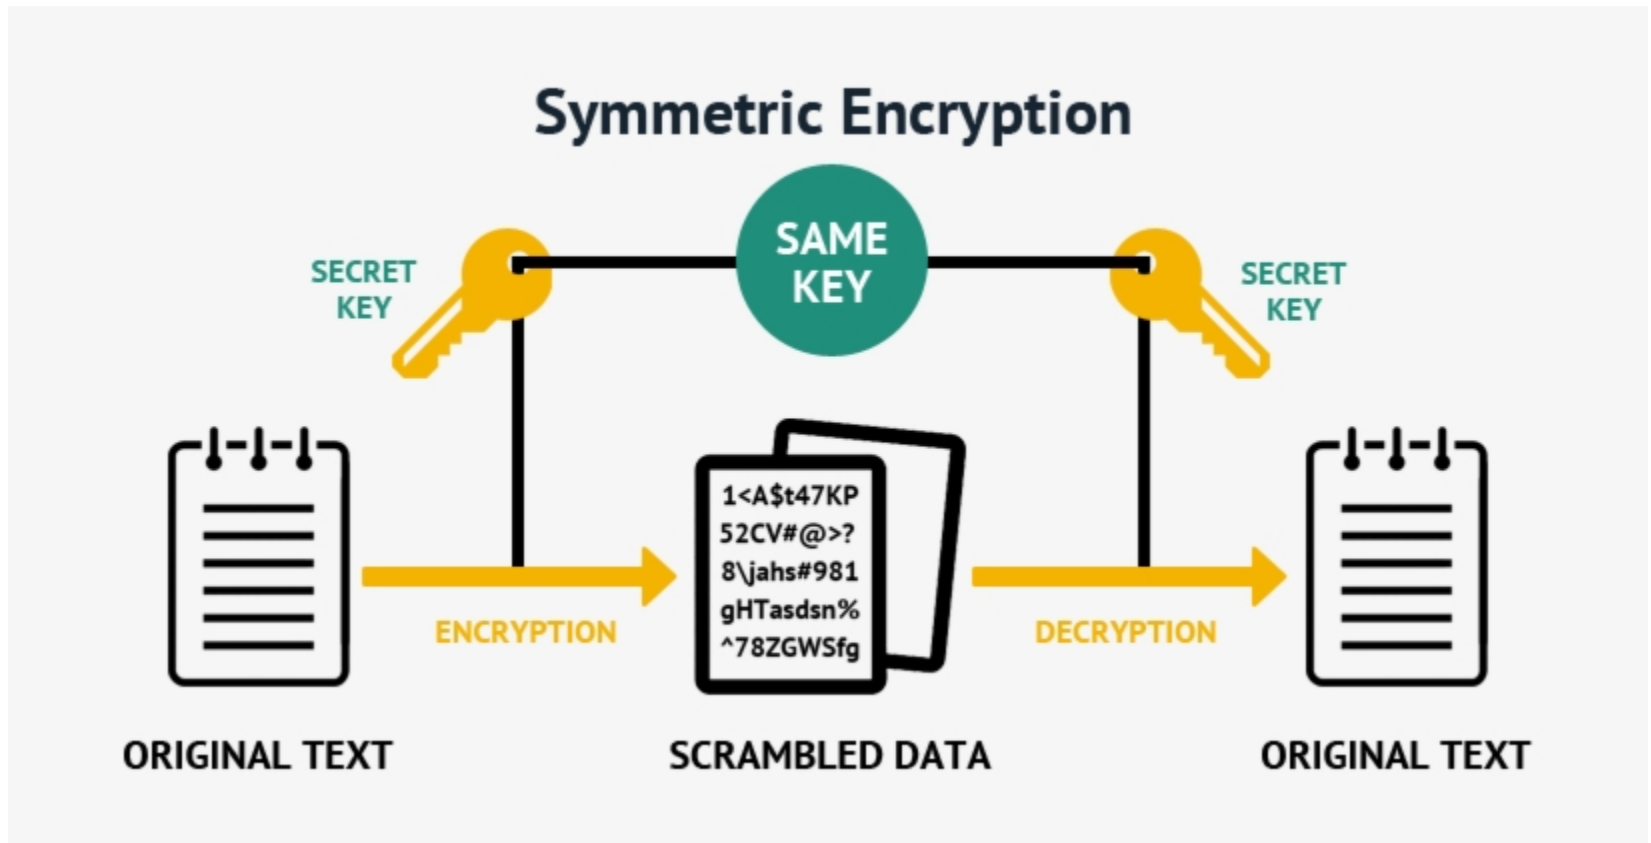 Symmetric Encryption
SAME
KEY
SECRET
KEY
SECRET
KEY
1<A$t47KP
52CV#@>?
8\jahs#981
gHTasdsn%
^78ZGWSfg
ENCRYPTION
DECRYPTION
ORIGINAL TEXT
SCRAMBLED DATA
ORIGINAL TEXT